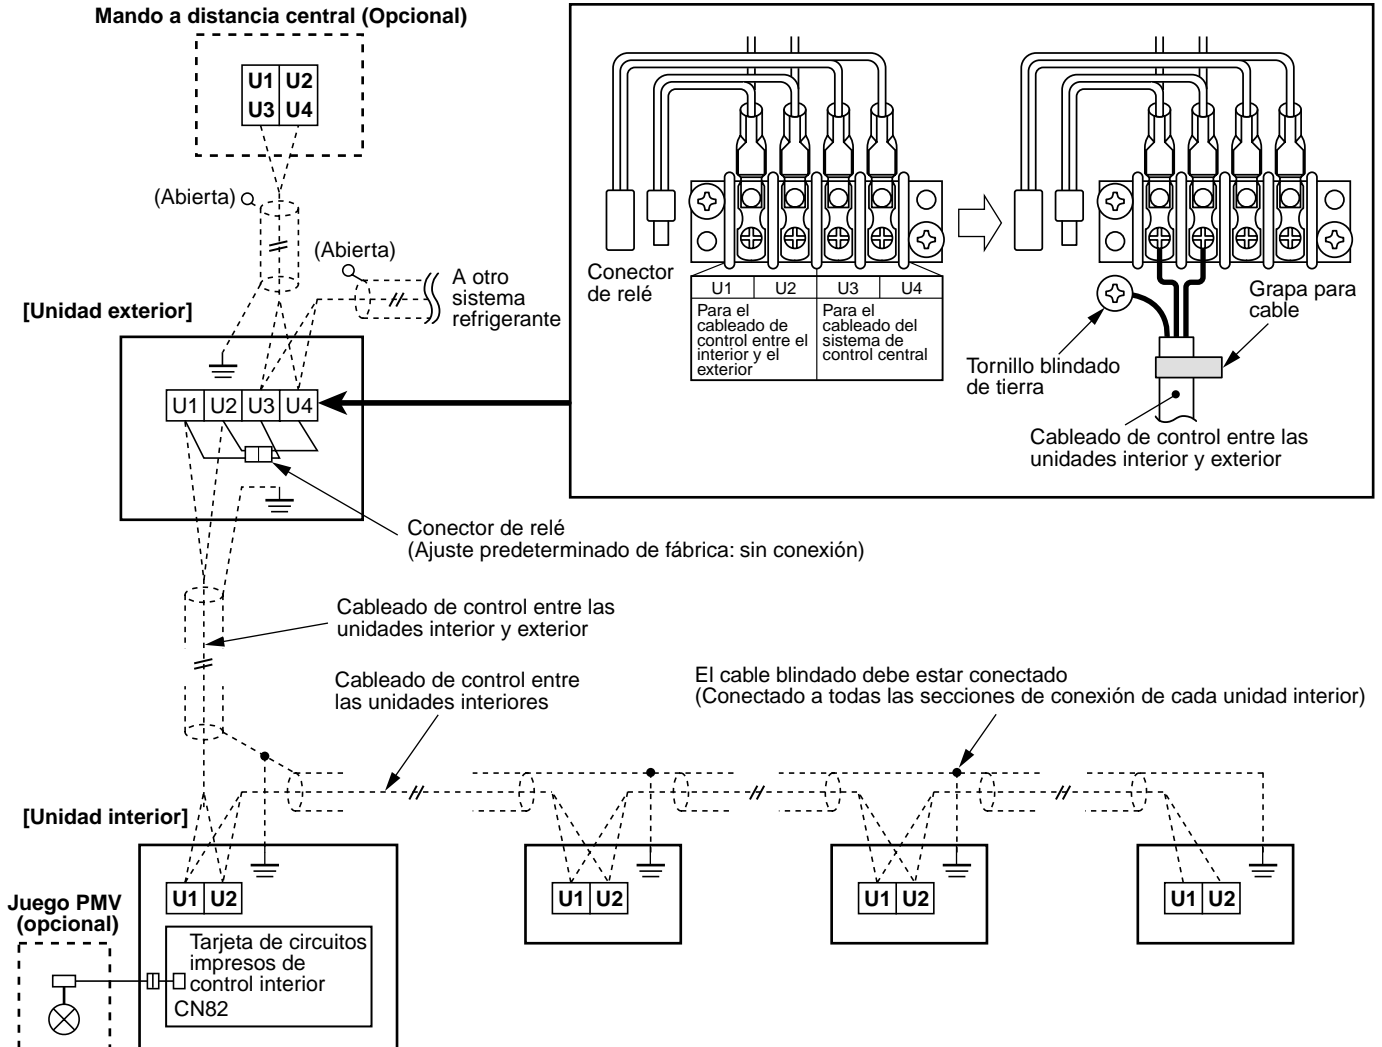 Mando a distancia central (Opcional)
U1 U2
U3 U4
(Abierta)
(Abierta)
A otro
sistema
refrigerante
[Unidad exterior]
U1 U2 U3 U4
Conector
de relé
U1 U2 U3 U4
Para el
cableado de
control entre el
interior y el
exterior
Para el
cableado del
sistema de
control central
Grapa para
cable
Tornillo blindado
de tierra
Cableado de control entre las
unidades interior y exterior
Conector de relé
(Ajuste predeterminado de fábrica: sin conexión)
Cableado de control entre las
unidades interior y exterior
Cableado de control entre
las unidades interiores
El cable blindado debe estar conectado
(Conectado a todas las secciones de conexión de cada unidad interior)
[Unidad interior]
U1 U2
U1 U2
U1 U2
U1 U2
Juego PMV
(opcional)
Tarjeta de circuitos
impresos de
control interior
CN82